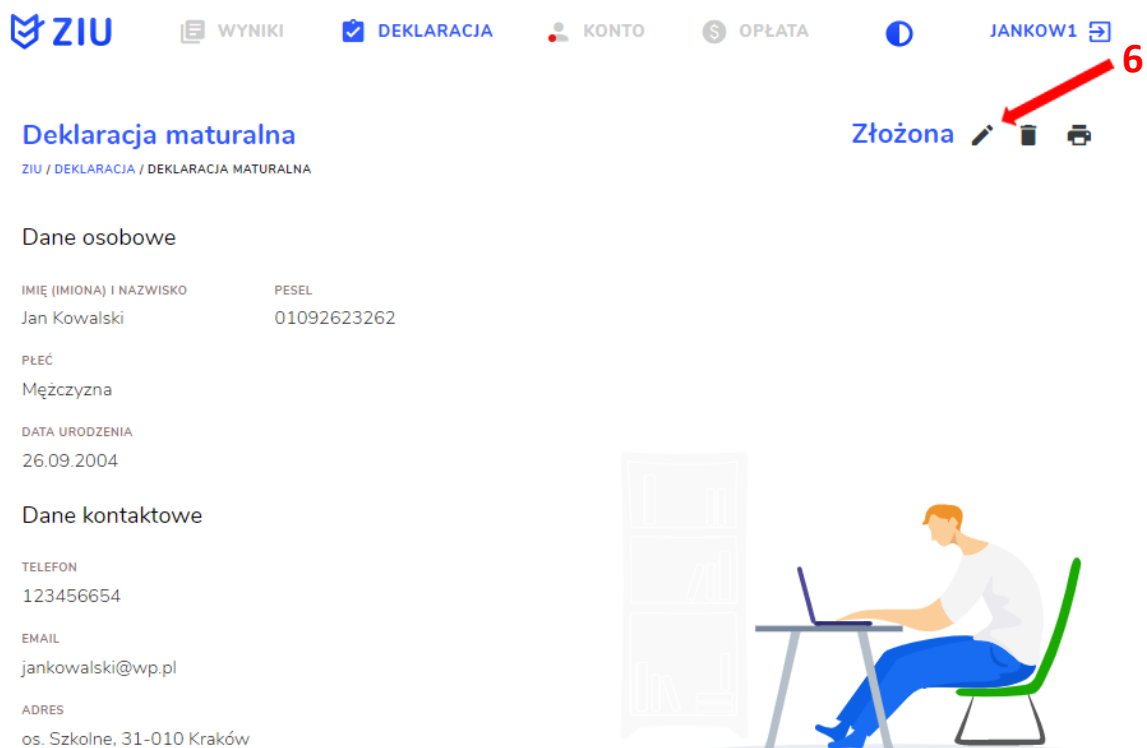 ZIU WYNIKI DEKLARACJA KONTO OPŁATA JANKOW1
6
Deklaracja maturalna Złożona
ZIU / DEKLARACJA / DEKLARACJA MATURALNA
Dane osobowe
IMIĘ (IMIONA) I NAZWISKO PESEL
Jan Kowalski 01092623262
PŁEĆ
Mężczyzna
DATA URODZENIA
26.09.2004
Dane kontaktowe
TELEFON
123456654
EMAIL
jankowalski@wp.pl
ADRES
os. Szkolne, 31-010 Kraków